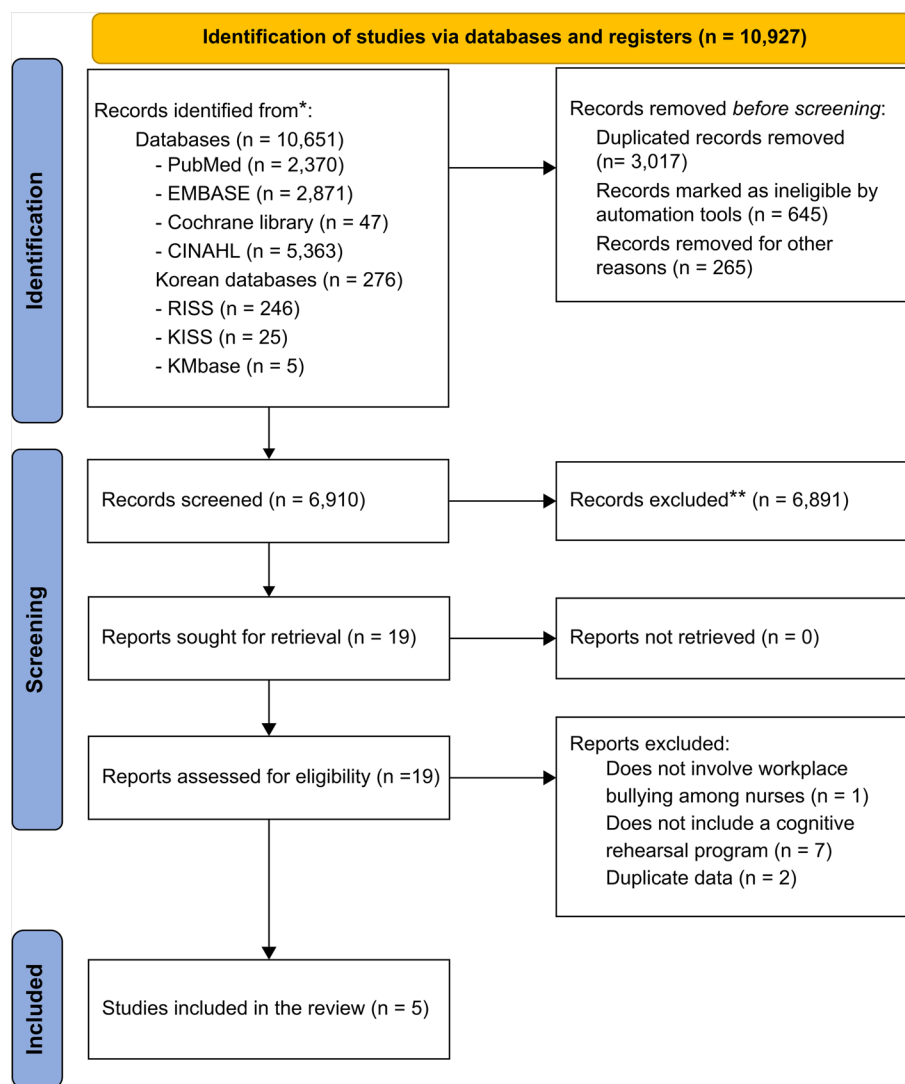 Identification of studies via databases and registers (n = 10,927)
Identification
Records identified from*:
Databases (n = 10,651)
- PubMed (n = 2,370)
- EMBASE (n = 2,871)
- Cochrane library (n = 47)
- CINAHL (n = 5,363)
Korean databases (n = 276)
- RISS (n = 246)
- KISS (n = 25)
- KMbase (n = 5)
Records removed before screening:
Duplicated records removed
(n= 3,017)
Records marked as ineligible by
automation tools (n = 645)
Records removed for other
reasons (n = 265)
Screening
Records screened (n = 6,910)
Records excluded** (n = 6,891)
Reports sought for retrieval (n = 19)
Reports not retrieved (n = 0)
Reports assessed for eligibility (n =19)
Reports excluded:
Does not involve workplace
bullying among nurses (n = 1)
Does not include a cognitive
rehearsal program (n = 7)
Duplicate data (n = 2)
Included
Studies included in the review (n = 5)